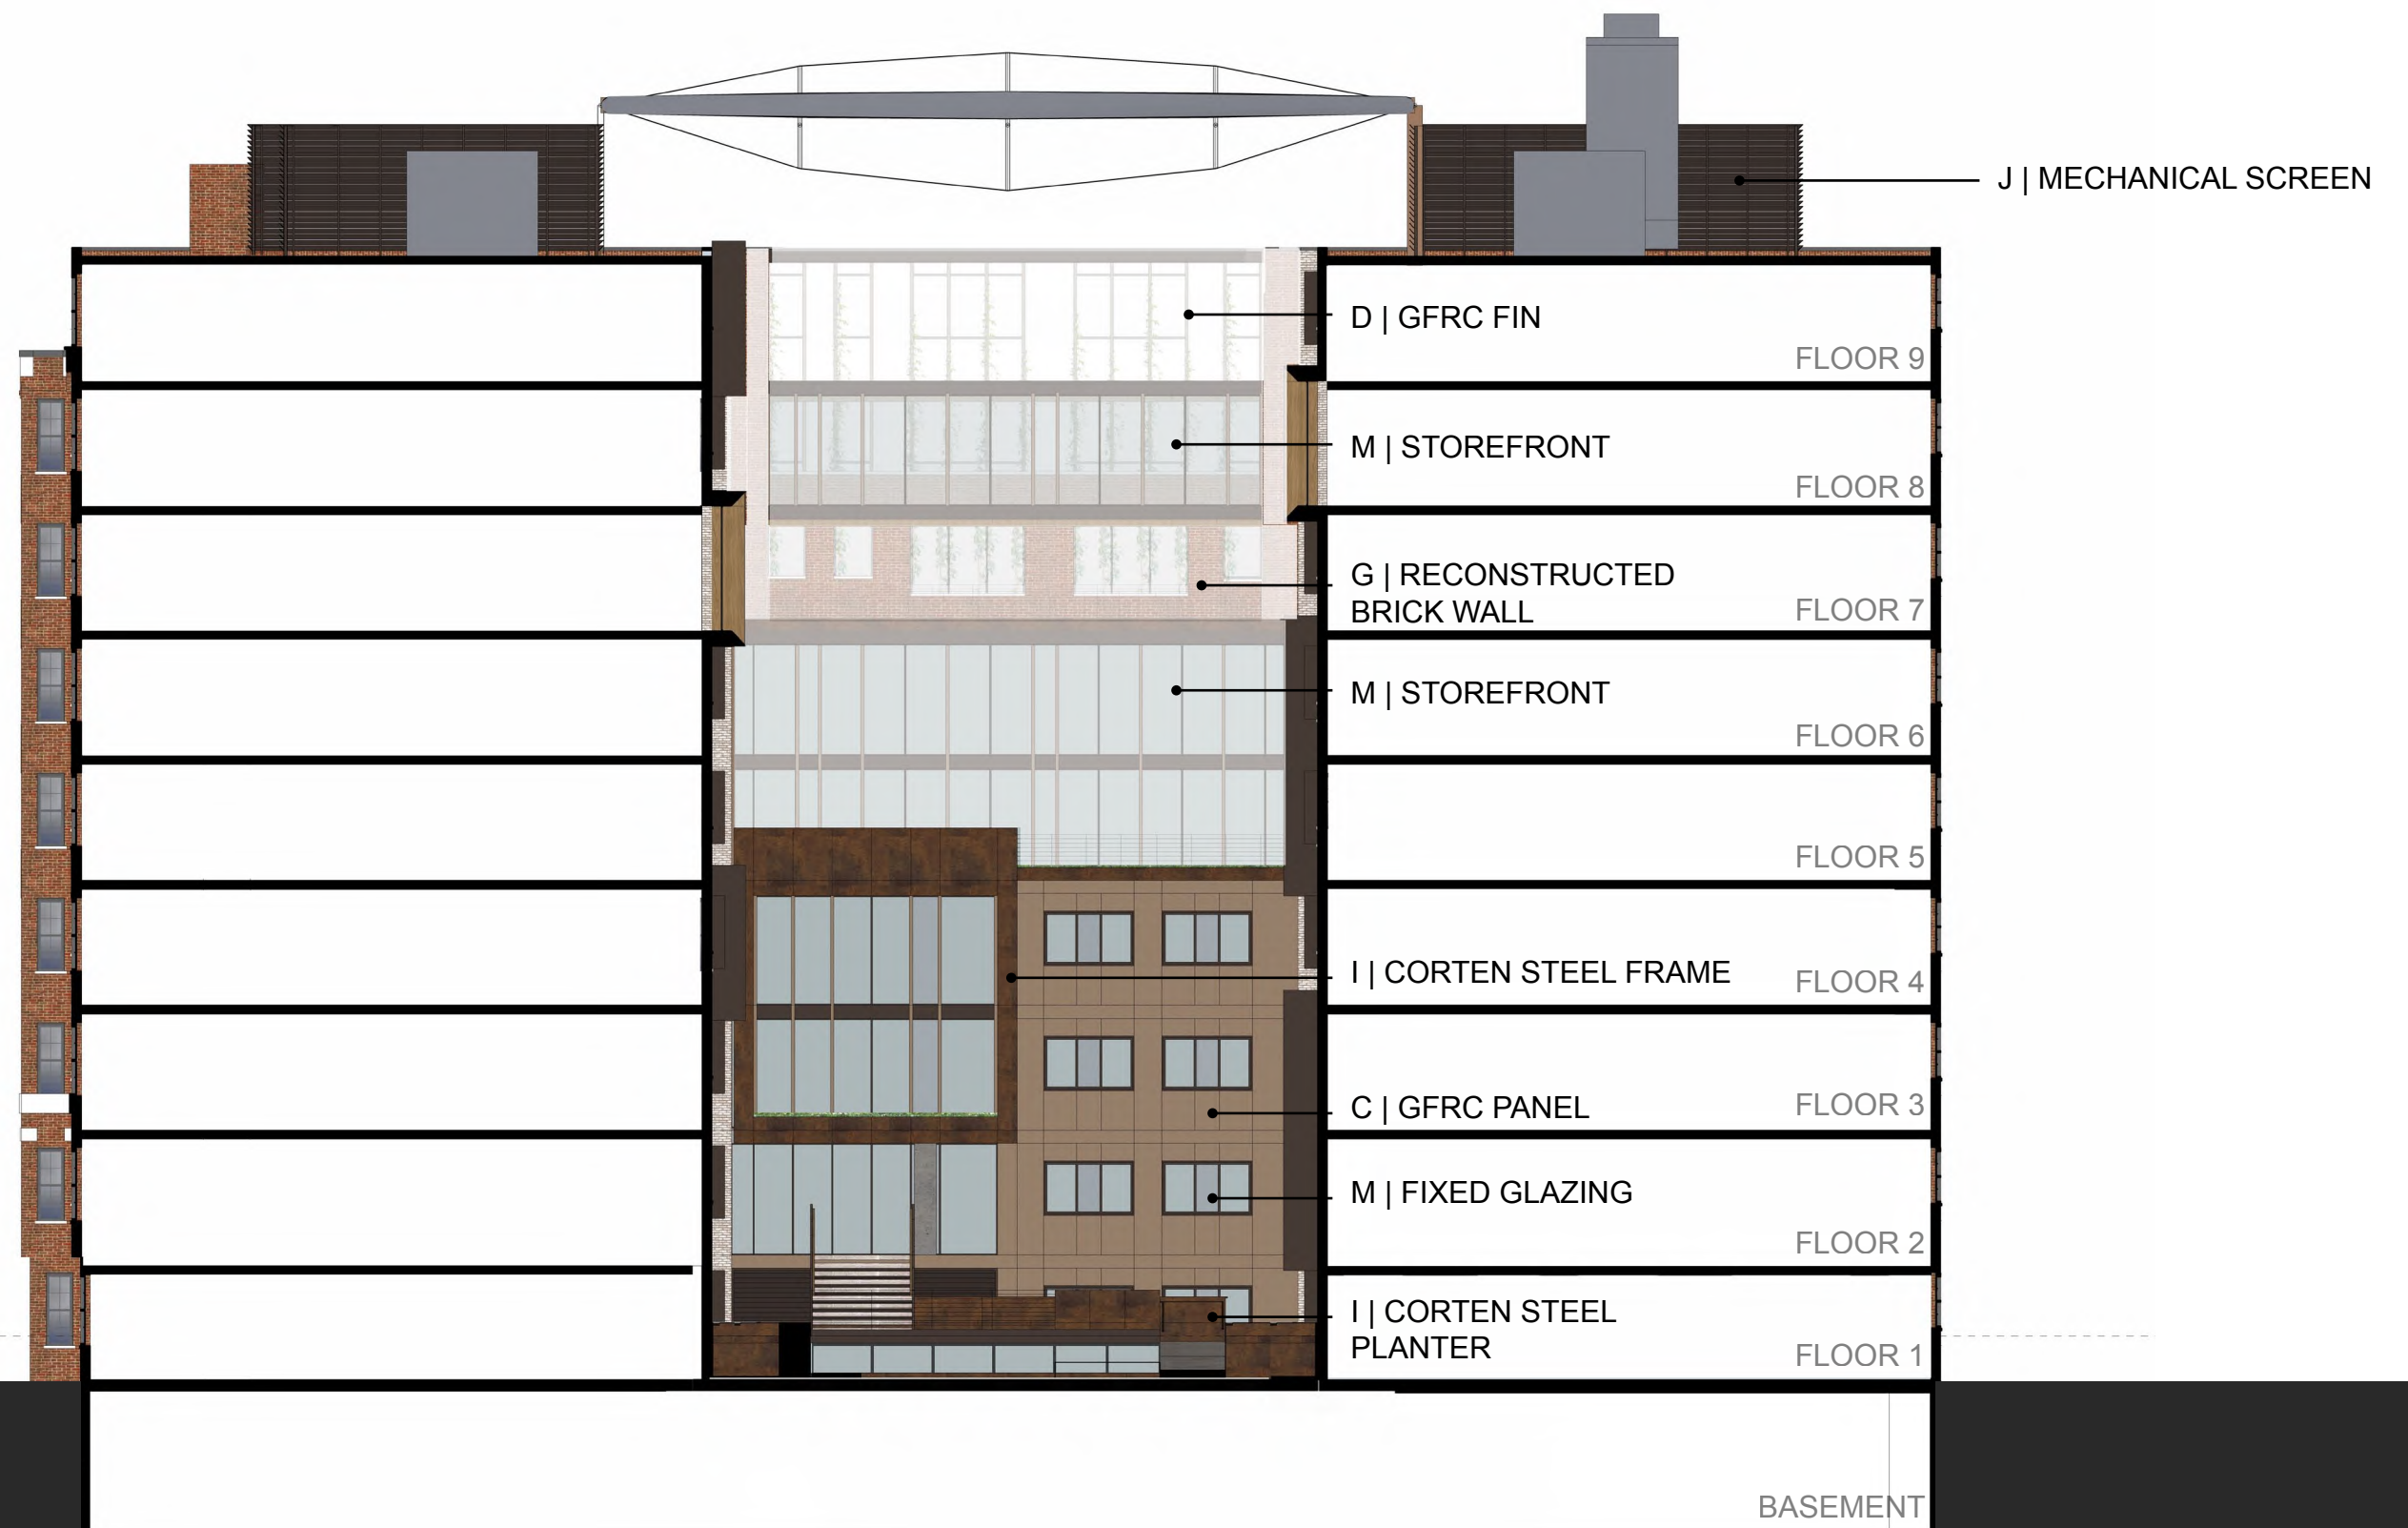 J | MECHANICAL SCREEN
D | GFRC FIN
FLOOR 9
M | STOREFRONT
FLOOR 8
G | RECONSTRUCTED
BRICK WALL
FLOOR 7
M | STOREFRONT
FLOOR 6
FLOOR 5
I | CORTEN STEEL FRAME
FLOOR 4
C | GFRC PANEL
FLOOR 3
M | FIXED GLAZING
FLOOR 2
I | CORTEN STEEL
PLANTER
FLOOR 1
BASEMENT